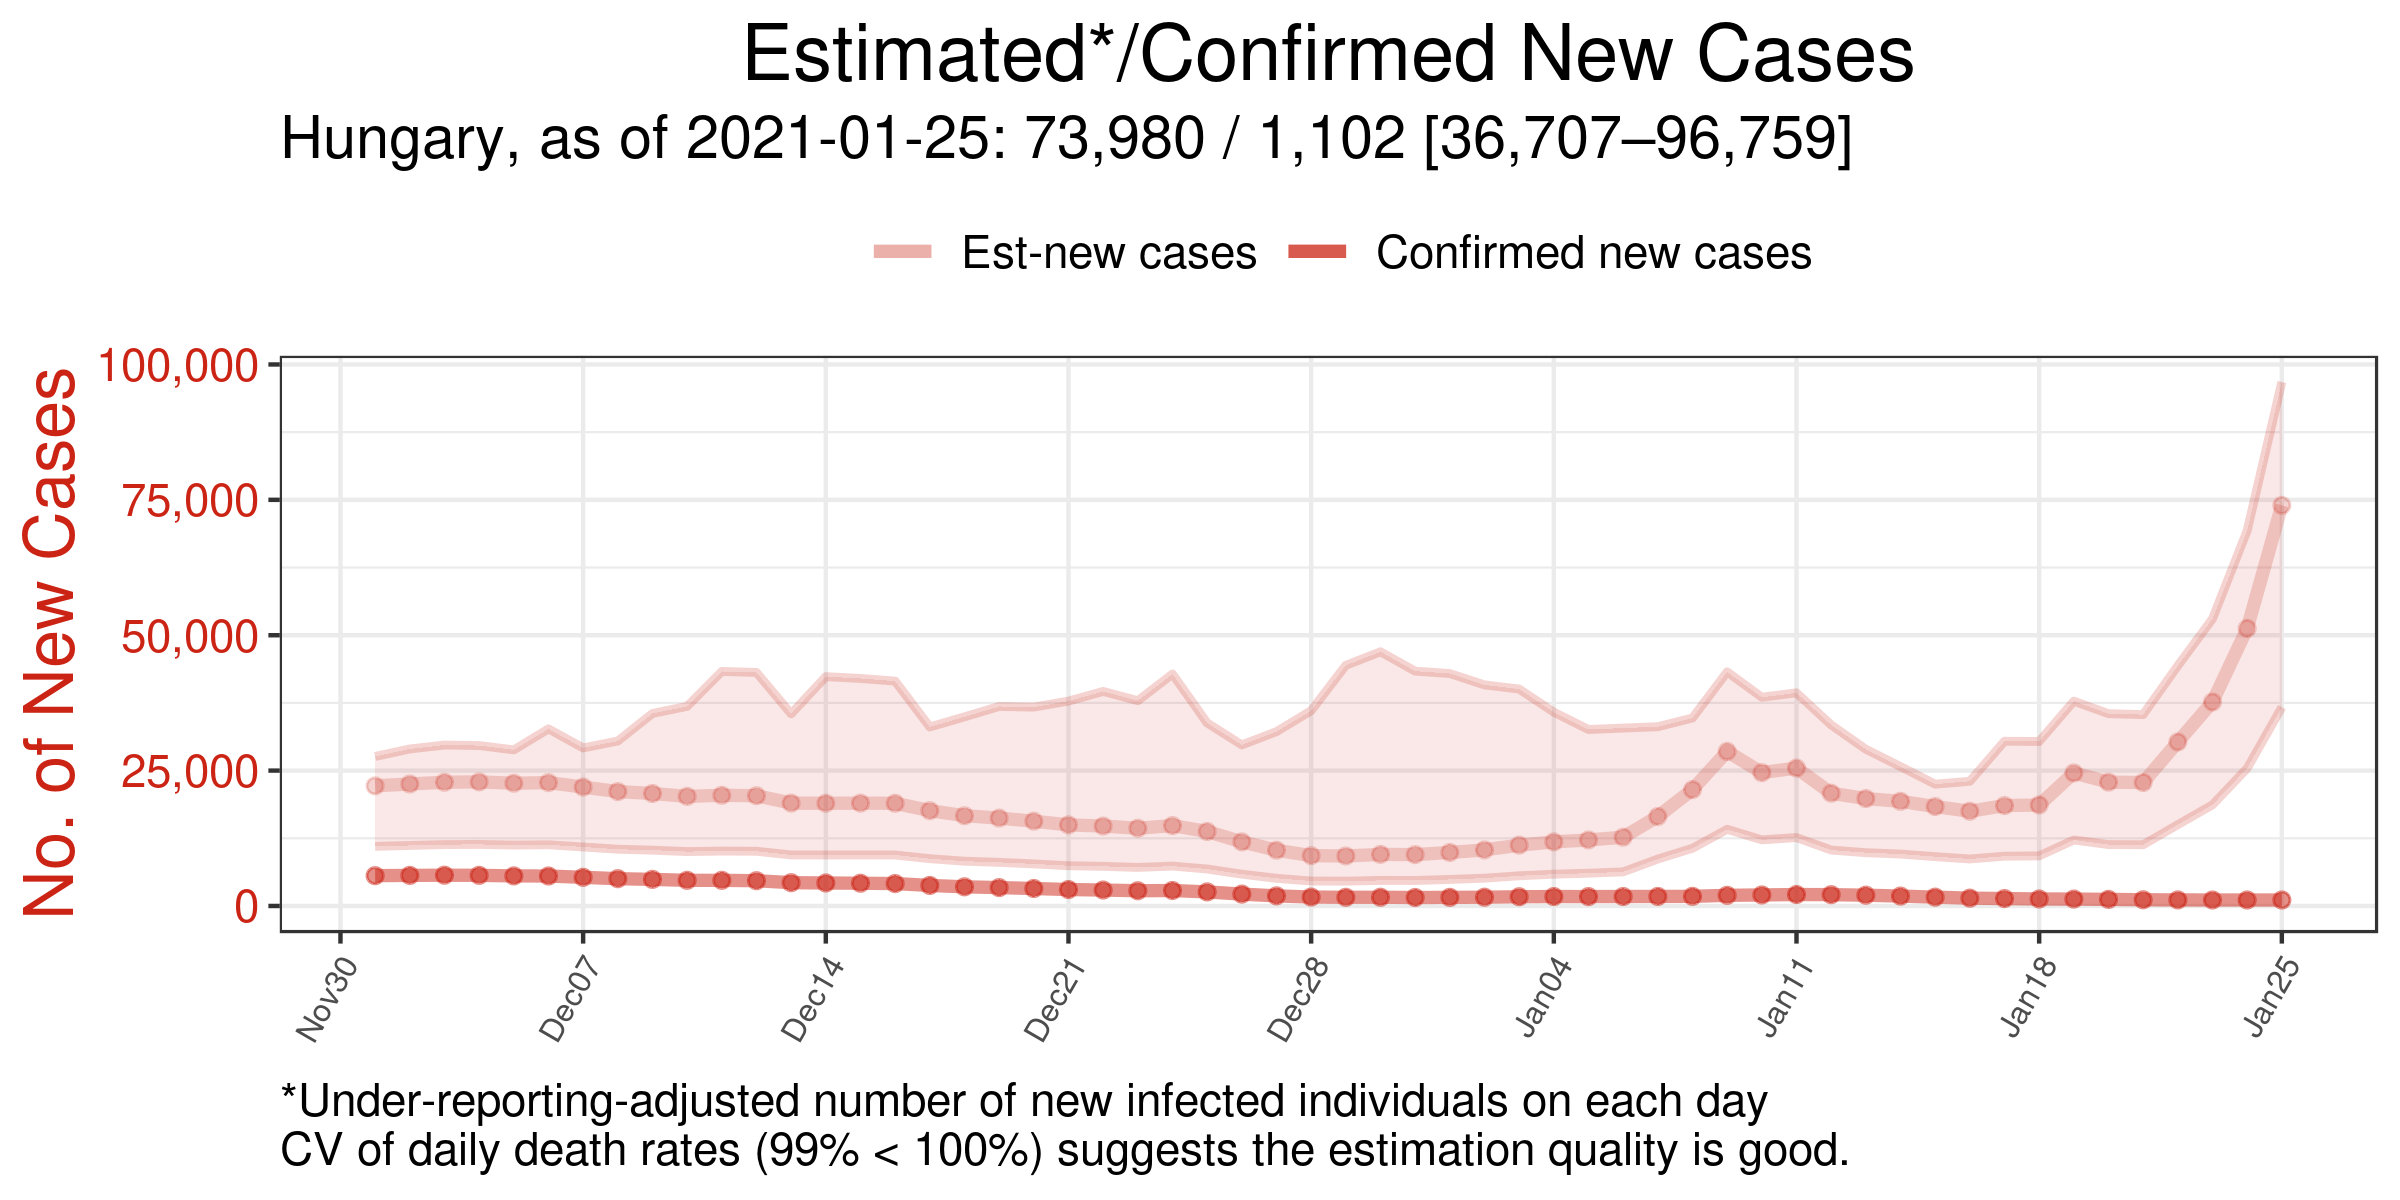 Estimated*/Confirmed New Cases
Hungary, as of 2021-01-25: 73,980 / 1,102 [36,707–96,759]
Est-new cases
Confirmed new cases
No. of New Cases
100,000
75,000
50,000
25,000
0
Nov30
Dec07
Dec14
Dec21
Dec28
Jan04
Jan11
Jan18
Jan25
*Under-reporting-adjusted number of new infected individuals on each day
CV of daily death rates (99% < 100%) suggests the estimation quality is good.